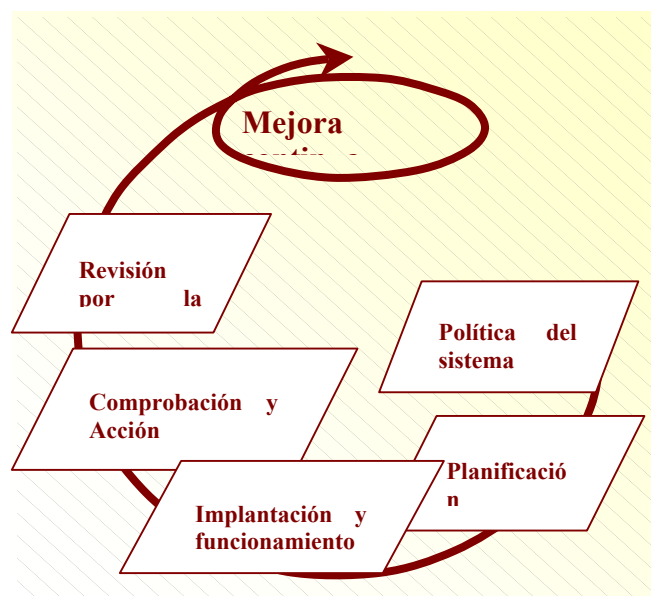 Mejora
Revisión
por la
Política del
sistema
Comprobación y
Acción
Planificació
n
Implantación y
funcionamiento